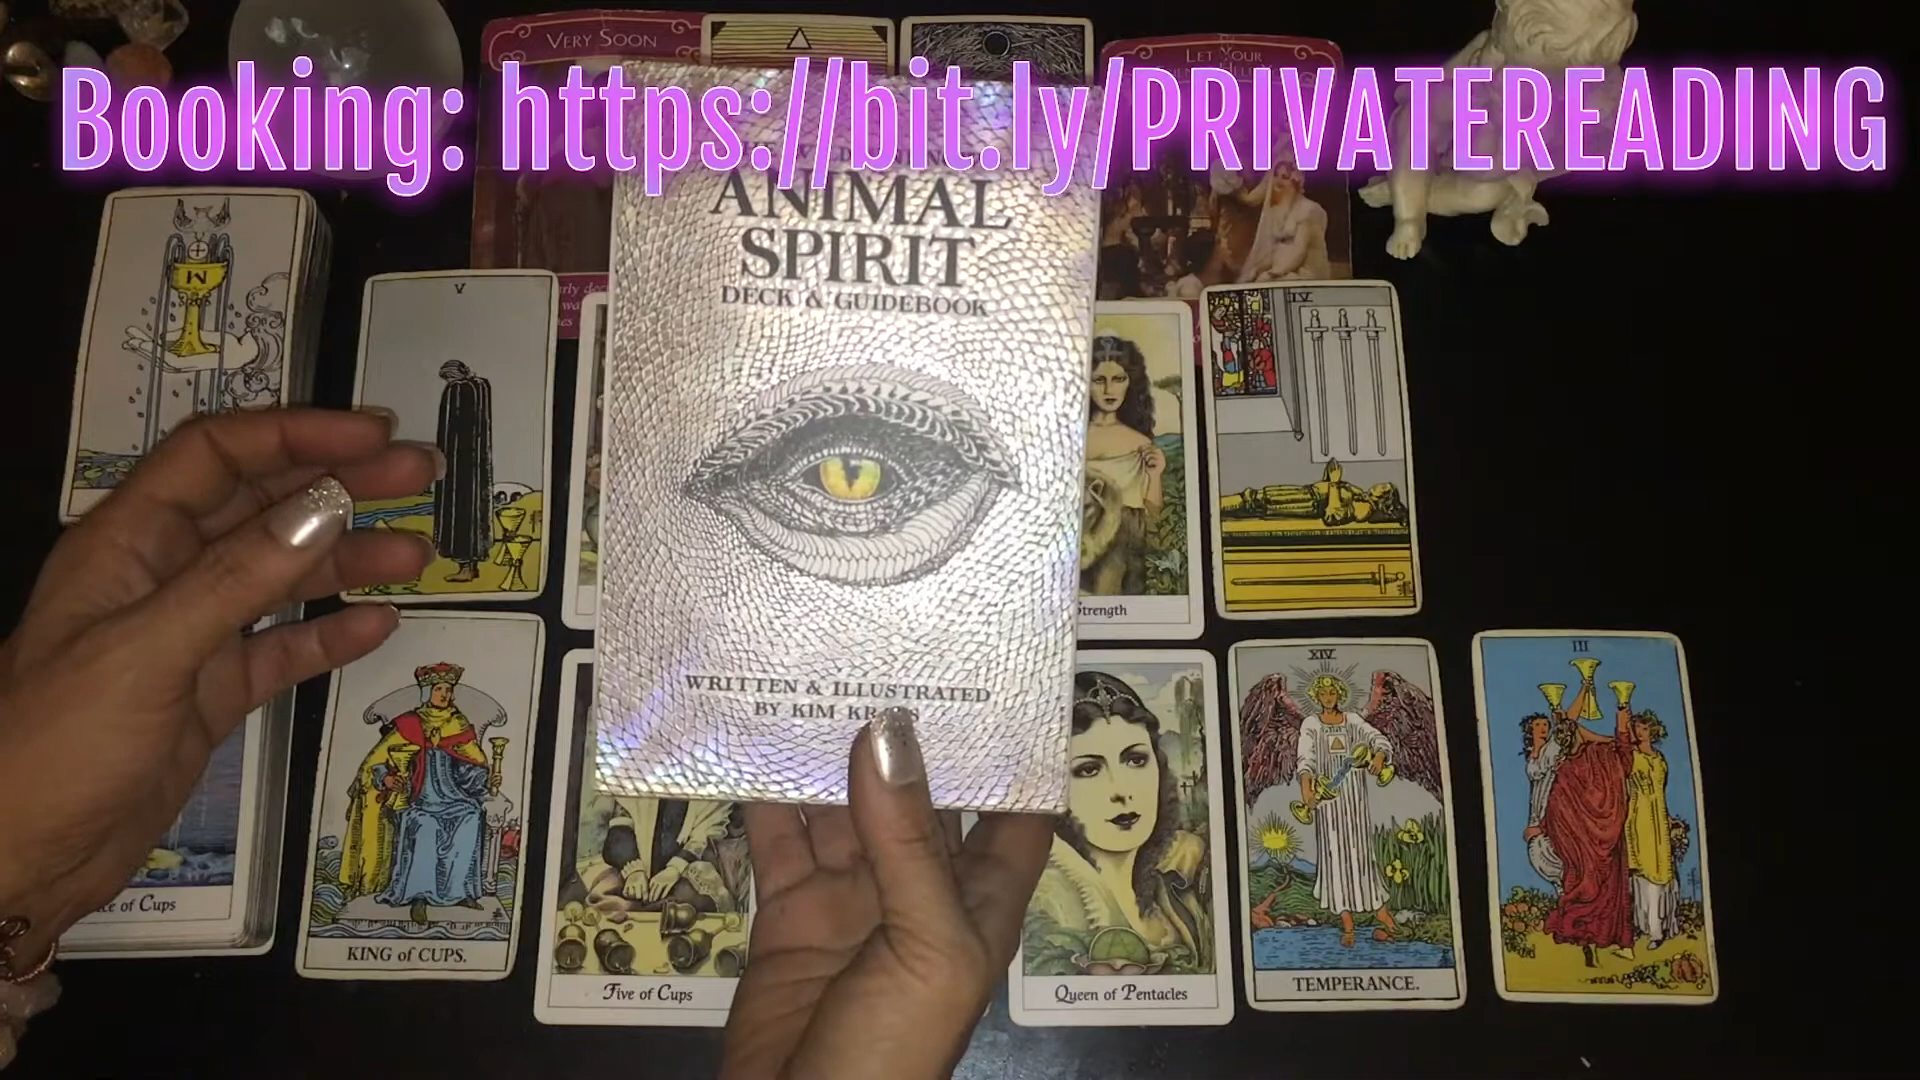 Booking: https://bit.ly/PRIVATEREADING
VERY SOON
LET YOUR
ANIMAL
SPIRIT
DECK & GUIDEBOOK
WRITTEN & ILLUSTRATED
BY KIM
V
IV
Strength
of Cups
KING of CUPS.
Five of Cups
Queen of Pentacles
XIV
TEMPERANCE.
III